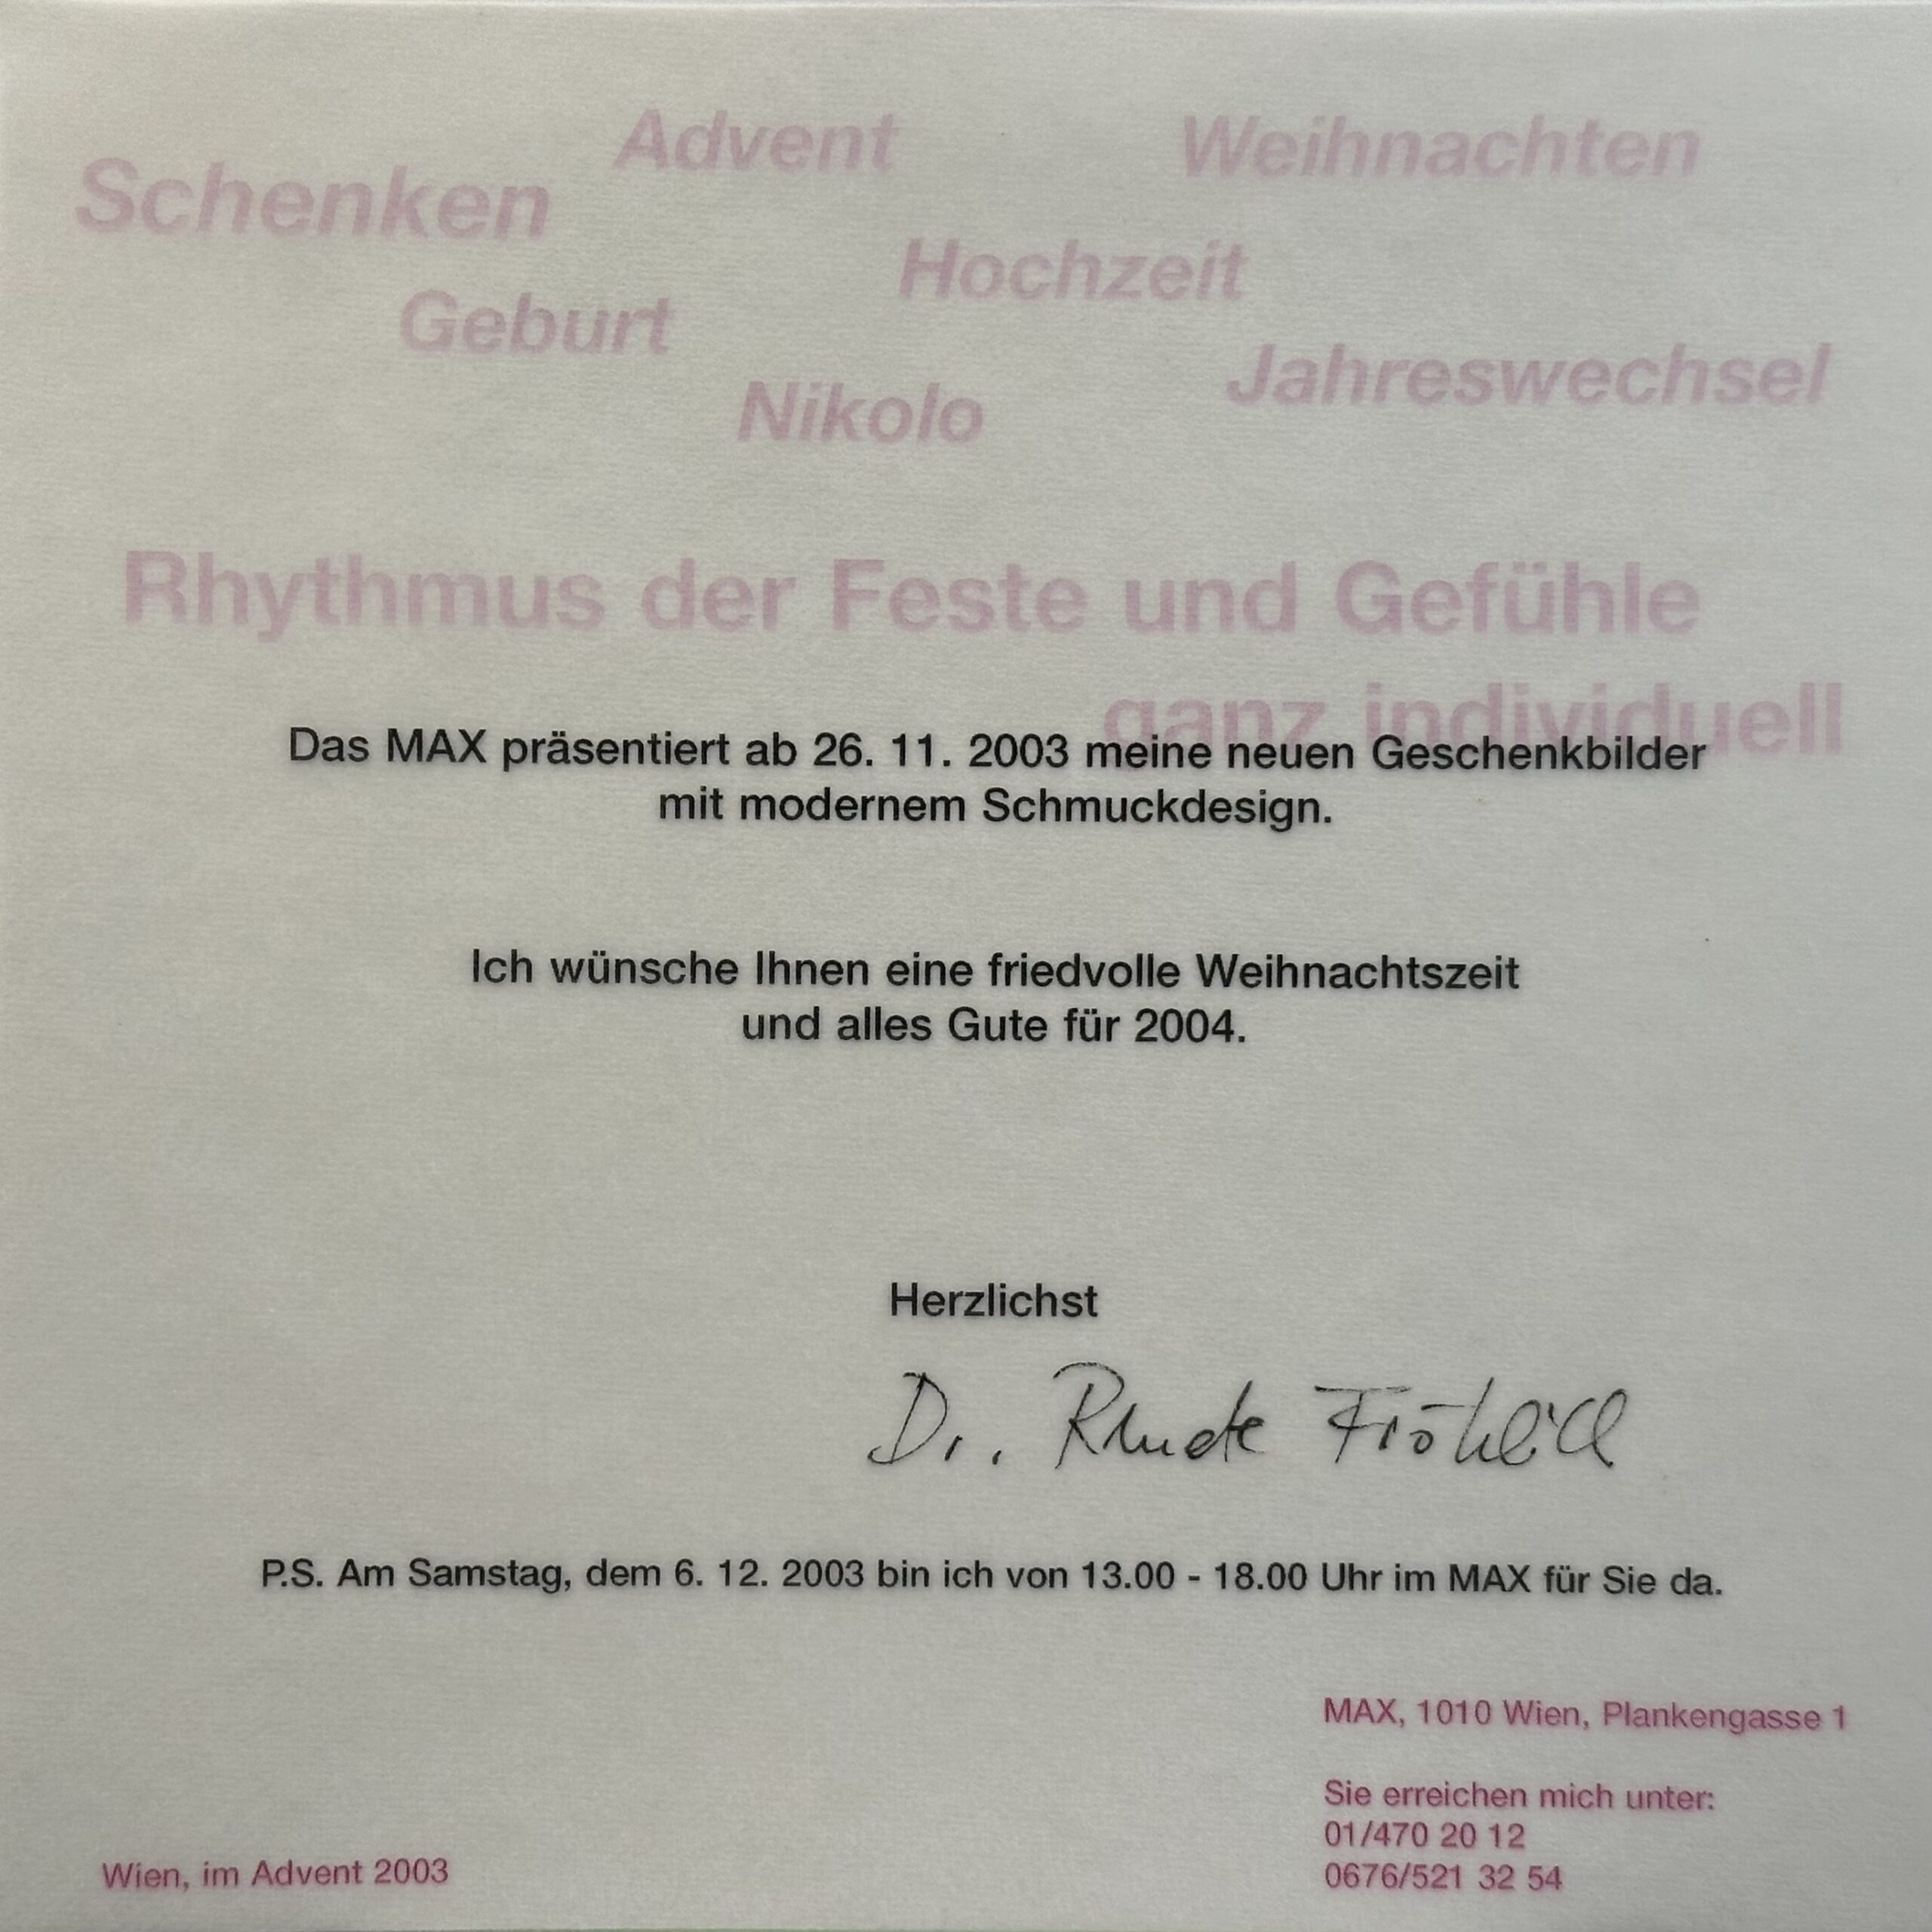 Schenken Advent Weihnachten
Geburt Hochzeit
Nikolo Jahreswechsel
Rhythmus der Feste und Gefühle
ganz individuell
Das MAX präsentiert ab 26. 11. 2003 meine neuen Geschenkbilder
mit modernem Schmuckdesign.
Ich wünsche Ihnen eine friedvolle Weihnachtszeit
und alles Gute für 2004.
Herzlichst
Dr. Fröhlich
P.S. Am Samstag, dem 6. 12. 2003 bin ich von 13.00 - 18.00 Uhr im MAX für Sie da.
MAX, 1010 Wien, Plankengasse 1
Sie erreichen mich unter:
01/470 20 12
0676/521 32 54
Wien, im Advent 2003